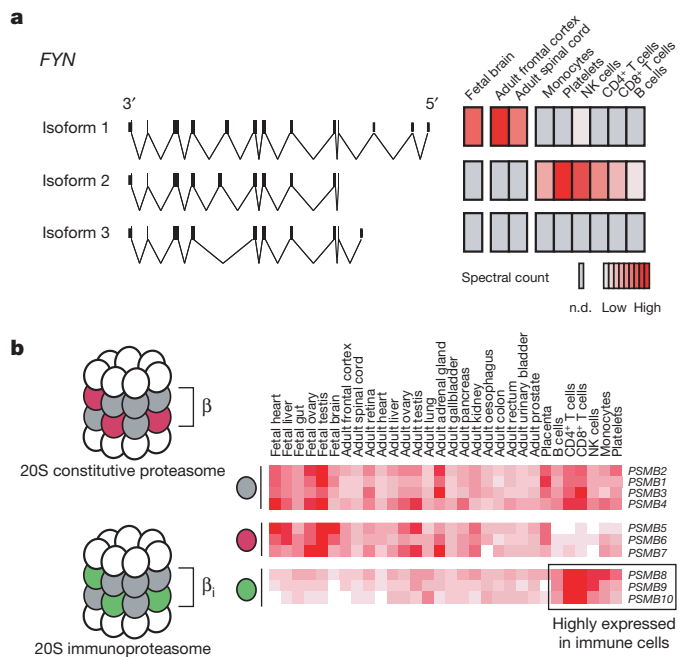 a
FYN
3′ 5′
Isoform 1
Isoform 2
Isoform 3
Fetal brain
Adult frontal cortex
Adult spinal cord
Monocytes
Platelets
NK cells
CD4+ T cells
CD8+ T cells
B cells
Spectral count
n.d. Low High
b
β
20S constitutive proteasome
βi
20S immunoproteasome
Fetal heart
Fetal liver
Fetal gut
Fetal ovary
Fetal testis
Fetal brain
Adult frontal cortex
Adult spinal cord
Adult retina
Adult heart
Adult liver
Adult ovary
Adult testis
Adult lung
Adult adrenal gland
Adult gallbladder
Adult pancreas
Adult kidney
Adult oesophagus
Adult colon
Adult rectum
Adult urinary bladder
Adult prostate
Placenta
B cells
CD4+ T cells
CD8+ T cells
NK cells
Monocytes
Platelets
PSMB2
PSMB1
PSMB3
PSMB4
PSMB5
PSMB6
PSMB7
PSMB8
PSMB9
PSMB10
Highly expressed
in immune cells